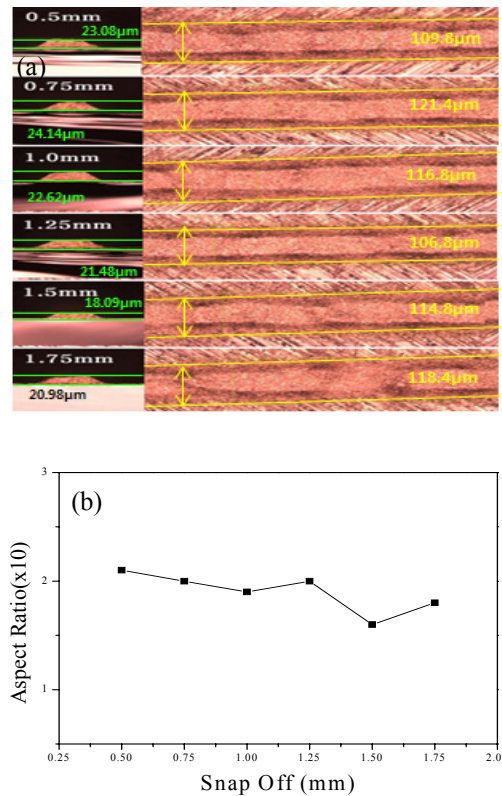 0.5mm
23.08µm
109.8µm
(a)
0.75mm
24.14µm
121.4µm
1.0mm
22.62µm
116.8µm
1.25mm
21.48µm
106.8µm
1.5mm
18.09µm
114.8µm
1.75mm
20.98µm
118.4µm
(b)
3
2
1
Aspect Ratio(x10)
0.25 0.50 0.75 1.00 1.25 1.50 1.75 2.0
Snap Off (mm)